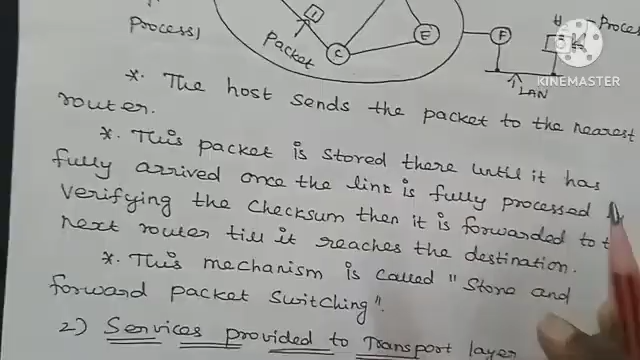 Process1
1
Packet
C
E
F
H
Process
LAN
KINEMASTER
*. The host sends the packet to the nearest
router.
*. This packet is stored there until it has
fully arrived once the link is fully processed
verifying the checksum then it is forwarded to
next router till it reaches the destination.
*. This mechanism is called "Store and
forward packet switching".
2) Services provided to Transport layer